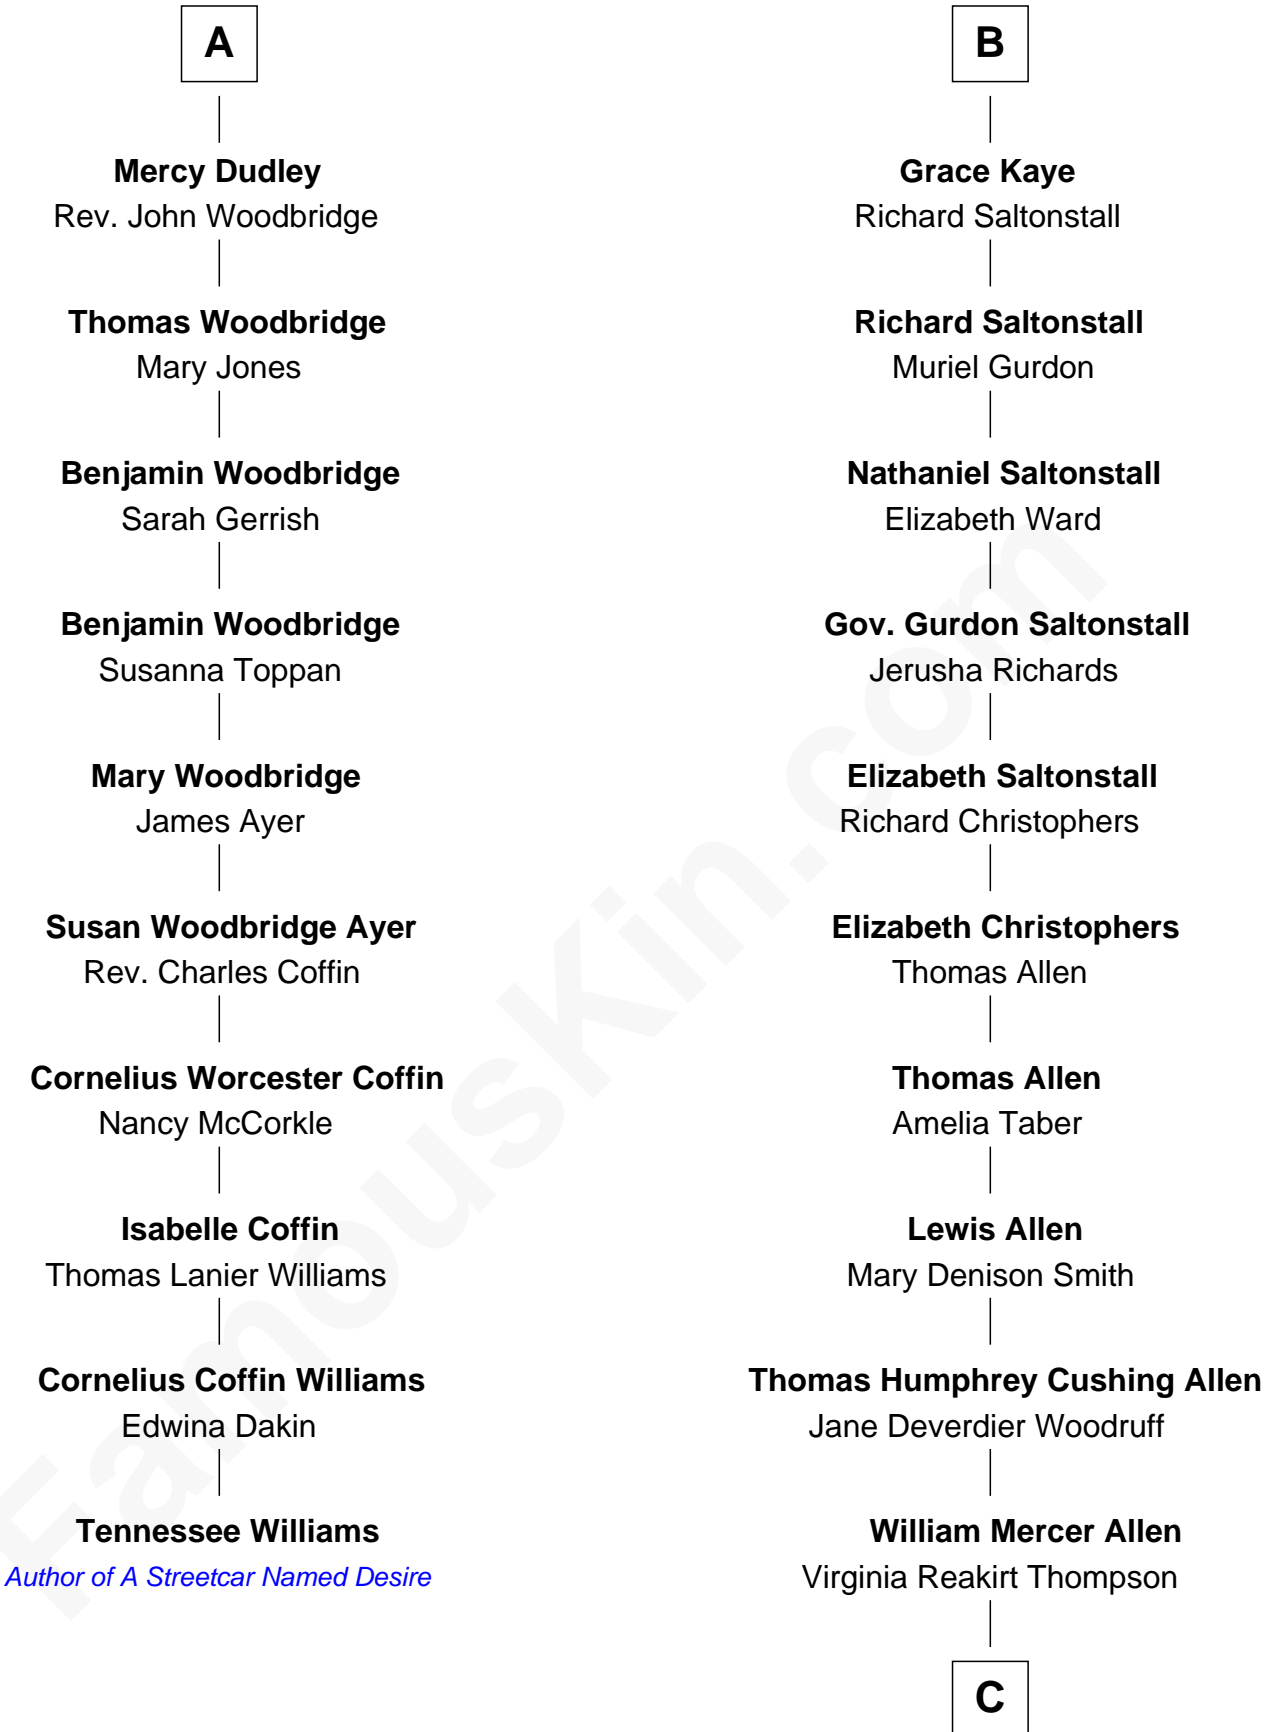 A
Mercy Dudley
Rev. John Woodbridge
Thomas Woodbridge
Mary Jones
Benjamin Woodbridge
Sarah Gerrish
Benjamin Woodbridge
Susanna Toppan
Mary Woodbridge
James Ayer
Susan Woodbridge Ayer
Rev. Charles Coffin
Cornelius Worcester Coffin
Nancy McCorkle
Isabelle Coffin
Thomas Lanier Williams
Cornelius Coffin Williams
Edwina Dakin
Tennessee Williams
Author of A Streetcar Named Desire
B
Grace Kaye
Richard Saltonstall
Richard Saltonstall
Muriel Gurdon
Nathaniel Saltonstall
Elizabeth Ward
Gov. Gurdon Saltonstall
Jerusha Richards
Elizabeth Saltonstall
Richard Christophers
Elizabeth Christophers
Thomas Allen
Thomas Allen
Amelia Taber
Lewis Allen
Mary Denison Smith
Thomas Humphrey Cushing Allen
Jane Deverdier Woodruff
William Mercer Allen
Virginia Reakirt Thompson
C
FamousKin.com